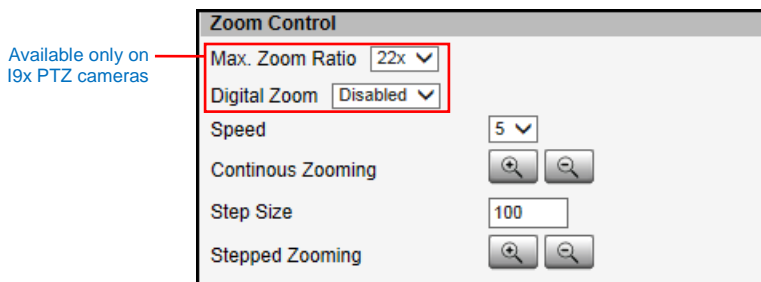 Zoom Control
Available only on
I9x PTZ cameras
Max. Zoom Ratio 22x
Digital Zoom Disabled
Speed 5
Continous Zooming
Step Size 100
Stepped Zooming